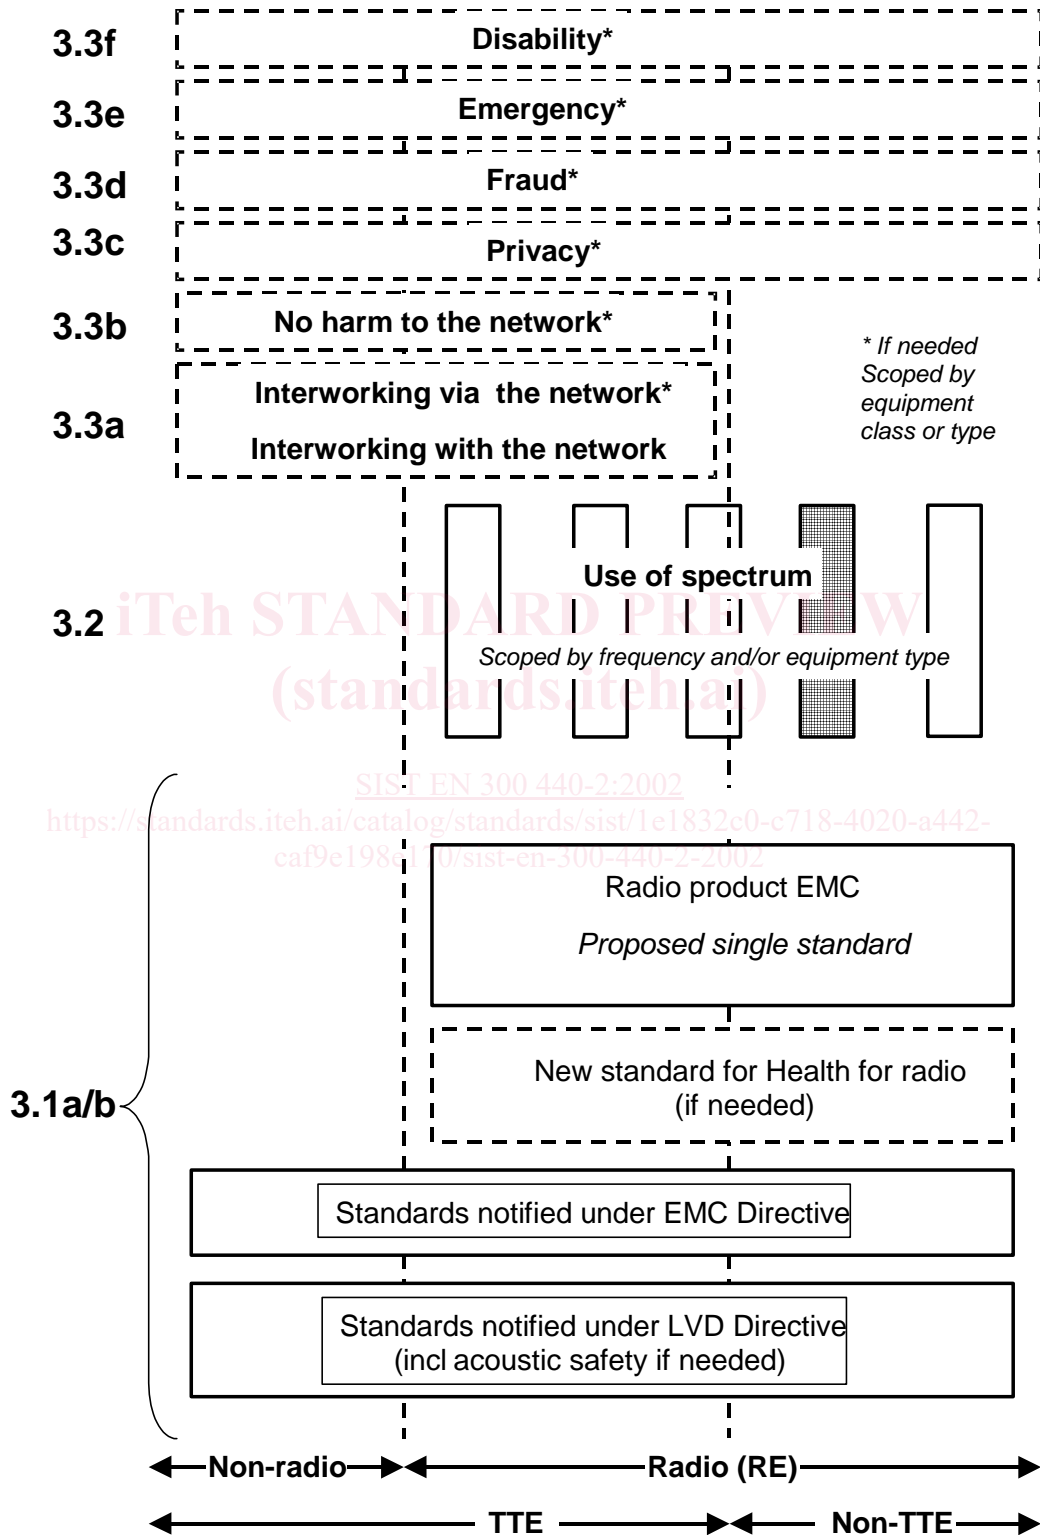 3.3f Disability*
3.3e Emergency*
3.3d Fraud*
3.3c Privacy*
3.3b No harm to the network*
* If needed
Scoped by
equipment
class or type
3.3a
Interworking via the network*
Interworking with the network
Use of spectrum
3.2
iTeh STANDARD PREVIEW
Scoped by frequency and/or equipment type
(standards.iteh.ai)
SIST EN 300 440-2:2002
https://standards.iteh.ai/catalog/standards/sist/1e1832c0-c718-4020-a442-
caf9e198c170/sist-en-300-440-2-2002
Radio product EMC
Proposed single standard
New standard for Health for radio
(if needed)
3.1a/b
Standards notified under EMC Directive
Standards notified under LVD Directive
(incl acoustic safety if needed)
Non-radio Radio (RE)
TTE Non-TTE